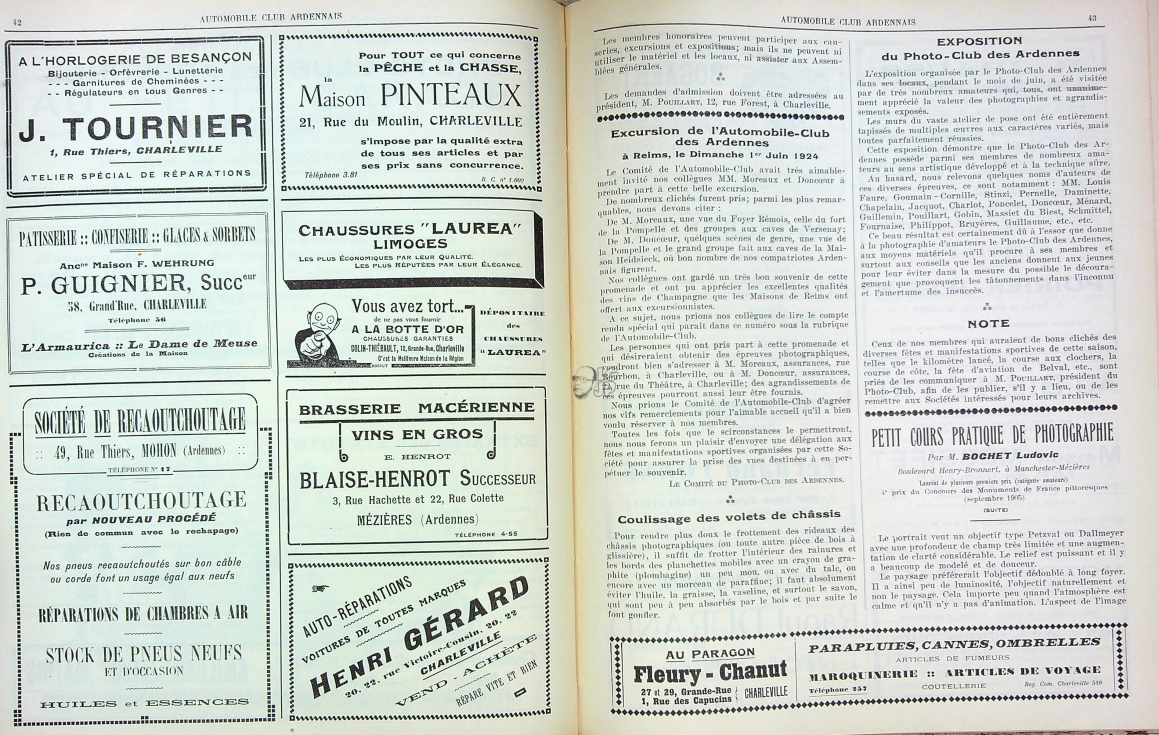 42
AUTOMOBILE CLUB ARDENNAIS
A L'HORLOGERIE DE BESANÇON
Bijouterie - Orfèvrerie - Lunetterie
- - - Garnitures de Cheminées - - -
- - Régulateurs en tous Genres - -
J. TOURNIER
1, Rue Thiers, CHARLEVILLE
ATELIER SPÉCIAL DE RÉPARATIONS
PATISSERIE :: CONFISERIE :: GLACES & SORBETS
Ancne Maison F. WEHRUNG
P. GUIGNIER, Succeur
38, Grand'Rue, CHARLEVILLE
Téléphone 56
L'Armaurica :: Le Dame de Meuse
Créations de la Maison
SOCIÉTÉ DE RECAOUTCHOUTAGE
:: 49, Rue Thiers, MOHON (Ardennes) ::
TÉLÉPHONE N° 17
RECAOUTCHOUTAGE
par NOUVEAU PROCÉDÉ
(Rien de commun avec le rechapage)
Nos pneus recaoutchoutés sur bon câble
ou corde font un usage égal aux neufs
RÉPARATIONS DE CHAMBRES A AIR
STOCK DE PNEUS NEUFS
ET D'OCCASION
HUILES et ESSENCES
Pour TOUT ce qui concerne
la PÊCHE et la CHASSE,
la
Maison PINTEAUX
21, Rue du Moulin, CHARLEVILLE
s'impose par la qualité extra
de tous ses articles et par
ses prix sans concurrence.
Téléphone 3.81
R. C. n° 1.002
CHAUSSURES "LAUREA"
LIMOGES
LES PLUS ÉCONOMIQUES PAR LEUR QUALITÉ.
LES PLUS RÉPUTÉES PAR LEUR ÉLÉGANCE.
Vous avez tort...
de ne pas vous fournir
A LA BOTTE D'OR
CHAUSSURES GARANTIES
COLIN-THIÉBAULT, 13, Grande-Rue, Charleville
C'est la Meilleure Maison de la Région
DÉPOSITAIRE
des
CHAUSSURES
"LAUREA"
BRASSERIE MACÉRIENNE
VINS EN GROS
E. HENROT
BLAISE-HENROT SUCCESSEUR
3, Rue Hachette et 22, Rue Colette
MÉZIÈRES (Ardennes)
TÉLÉPHONE 4-55
AUTO-RÉPARATIONS
VOITURES DE TOUTES MARQUES
HENRI GÉRARD
20. 22. rue Victoire-Cousin. 20. 22
CHARLEVILLE
VEND - ACHÈTE
RÉPARE VITE ET BIEN
AUTOMOBILE CLUB ARDENNAIS
43
Les membres honoraires peuvent participer aux cau-
series, excursions et expositions; mais ils ne peuvent ni
utiliser le matériel et les locaux, ni assister aux Assem-
blées générales.
Les demandes d'admission doivent être adressées au
président, M. POUILLART, 12, rue Forest, à Charleville.
Excursion de l'Automobile-Club
des Ardennes
à Reims, le Dimanche 1er Juin 1924
Le Comité de l'Automobile-Club avait très aimable-
ment invité nos collègues MM. Moreaux et Donœur à
prendre part à cette belle excursion.
De nombreux clichés furent pris; parmi les plus remar-
quables, nous devons citer :
De M. Moreaux, une vue du Foyer Rémois, celle du fort
de la Pompelle et des groupes aux caves de Versenay;
De M. Donœur, quelques scènes de genre, une vue de
la Pompelle et le grand groupe fait aux caves de la Mai-
son Heidsieck, où bon nombre de nos compatriotes Arden-
nais figurent.
Nos collègues ont gardé un très bon souvenir de cette
promenade et ont pu apprécier les excellentes qualités
des vins de Champagne que les Maisons de Reims ont
offert aux excursionnistes.
A ce sujet, nous prions nos collègues de lire le compte
rendu spécial qui paraît dans ce numéro sous la rubrique
de l'Automobile-Club.
Les personnes qui ont pris part à cette promenade et
qui désireraient obtenir des épreuves photographiques,
voudront bien s'adresser à M. Moreaux, assurances, rue
Bourbon, à Charleville, ou à M. Donœur, assurances,
rue du Théâtre, à Charleville; des agrandissements de
ces épreuves pourront aussi leur être fournis.
Nous prions le Comité de l'Automobile-Club d'agréer
nos vifs remerciements pour l'aimable accueil qu'il a bien
voulu réserver à nos membres.
Toutes les fois que le scirconstances le permettront,
nous nous ferons un plaisir d'envoyer une délégation aux
fêtes et manifestations sportives organisées par cette So-
ciété pour assurer la prise des vues destinées à en per-
pétuer le souvenir.
LE COMITÉ DU PHOTO-CLUB DES ARDENNES.
Coulissage des volets de châssis
Pour rendre plus doux le frottement des rideaux des
châssis photographiques (ou toute autre pièce de bois à
glissière), il suffit de frotter l'intérieur des rainures et
les bords des planchettes mobiles avec un crayon de gra-
phite (plombagine) un peu mou, ou avec du talc, ou
encore avec un morceau de paraffine; il faut absolument
éviter l'huile, la graisse, la vaseline, et surtout le savon,
qui sont peu à peu absorbés par le bois et par suite le
font gonfler.
EXPOSITION
du Photo-Club des Ardennes
L'exposition organisée par le Photo-Club des Ardennes
dans ses locaux, pendant le mois de juin, a été visitée
par de très nombreux amateurs qui, tous, ont unanime-
ment apprécié la valeur des photographies et agrandis-
sements exposés.
Les murs du vaste atelier de pose ont été entièrement
tapissés de multiples œuvres aux caractères variés, mais
toutes parfaitement réussies.
Cette exposition démontre que le Photo-Club des Ar-
dennes possède parmi ses membres de nombreux ama-
teurs au sens artistique développé et à la technique sûre.
Au hasard, nous relevons quelques noms d'auteurs de
ces diverses épreuves, ce sont notamment : MM. Louis
Faure, Goumain-Cornille, Stinzi, Pernelle, Daminette,
Chapelain, Jacquot, Charlot, Poncelet, Donœur, Ménard,
Guillemin, Pouillart, Gobin, Massiet du Biest, Schmittel,
Fournaise, Philippot, Bruyères, Guillaume, etc., etc.
Ce beau résultat est certainement dû à l'essor que donne
à la photographie d'amateurs le Photo-Club des Ardennes,
aux moyens matériels qu'il procure à ses membres et
surtout aux conseils que les anciens donnent aux jeunes
pour leur éviter dans la mesure du possible le découra-
gement que provoquent les tâtonnements dans l'inconnu
et l'amertume des insuccès.
NOTE
Ceux de nos membres qui auraient de bons clichés des
diverses fêtes et manifestations sportives de cette saison,
telles que le kilomètre lancé, la course aux clochers, la
course de côte, la fête d'aviation de Belval, etc., sont
priés de les communiquer à M. POUILLART, président du
Photo-Club, afin de les publier, s'il y a lieu, ou de les
remettre aux Sociétés intéressés pour leurs archives.
PETIT COURS PRATIQUE DE PHOTOGRAPHIE
Par M. BOCHET Ludovic
Boulevard Henry-Bronnert, à Manchester-Mézières
Lauréat de plusieurs premiers prix (catégorie amateurs)
1er prix du Concours des Monuments de France pittoresques
(septembre 1905)
(SUITE)
Le portrait veut un objectif type Petzval ou Dallmeyer
avec une profondeur de champ très limitée et une augmen-
tation de clarté considérable. Le relief est puissant et il y
a beaucoup de modelé et de douceur.
Le paysage préférerait l'objectif dédoublé à long foyer.
Il a ainsi peu de luminosité, l'objectif naturellement et
non le paysage. Cela importe peu quand l'atmosphère est
calme et qu'il n'y a pas d'animation. L'aspect de l'image
AU PARAGON
Fleury - Chanut
27 et 29, Grande-Rue
1, Rue des Capucins
CHARLEVILLE
PARAPLUIES, CANNES, OMBRELLES
ARTICLES DE FUMEURS
MAROQUINERIE :: ARTICLES DE VOYAGE
Téléphone 257
COUTELLERIE
Reg. Com. Charleville 589